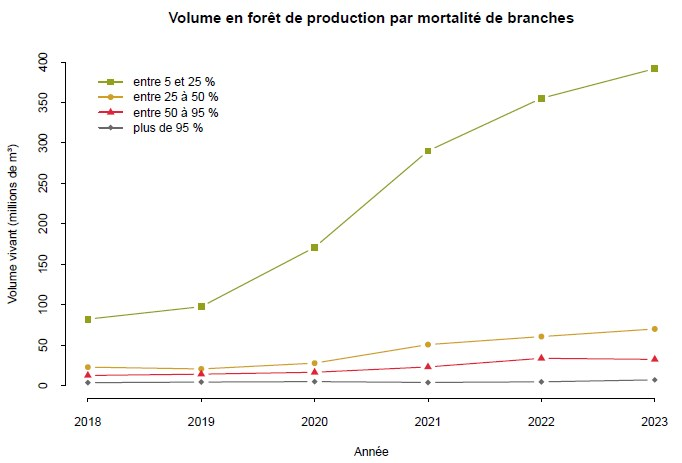 Volume en forêt de production par mortalité de branches
Volume vivant (millions de m³)
400
350
300
250
200
150
100
50
0
entre 5 et 25 %
entre 25 à 50 %
entre 50 à 95 %
plus de 95 %
2018 2019 2020 2021 2022 2023
Année